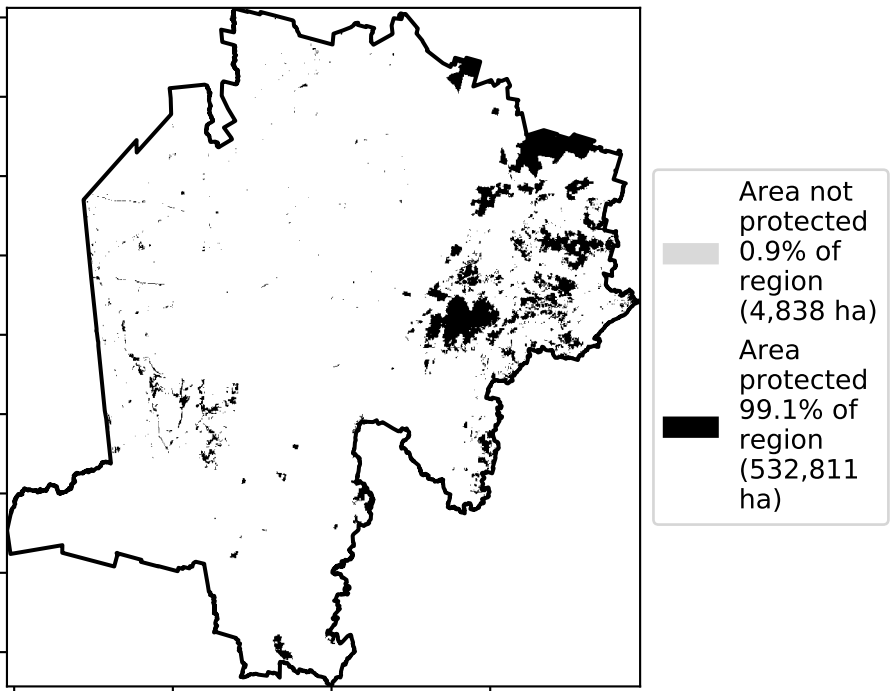 Area not
protected
0.9% of
region
(4,838 ha)
Area
protected
99.1% of
region
(532,811
ha)